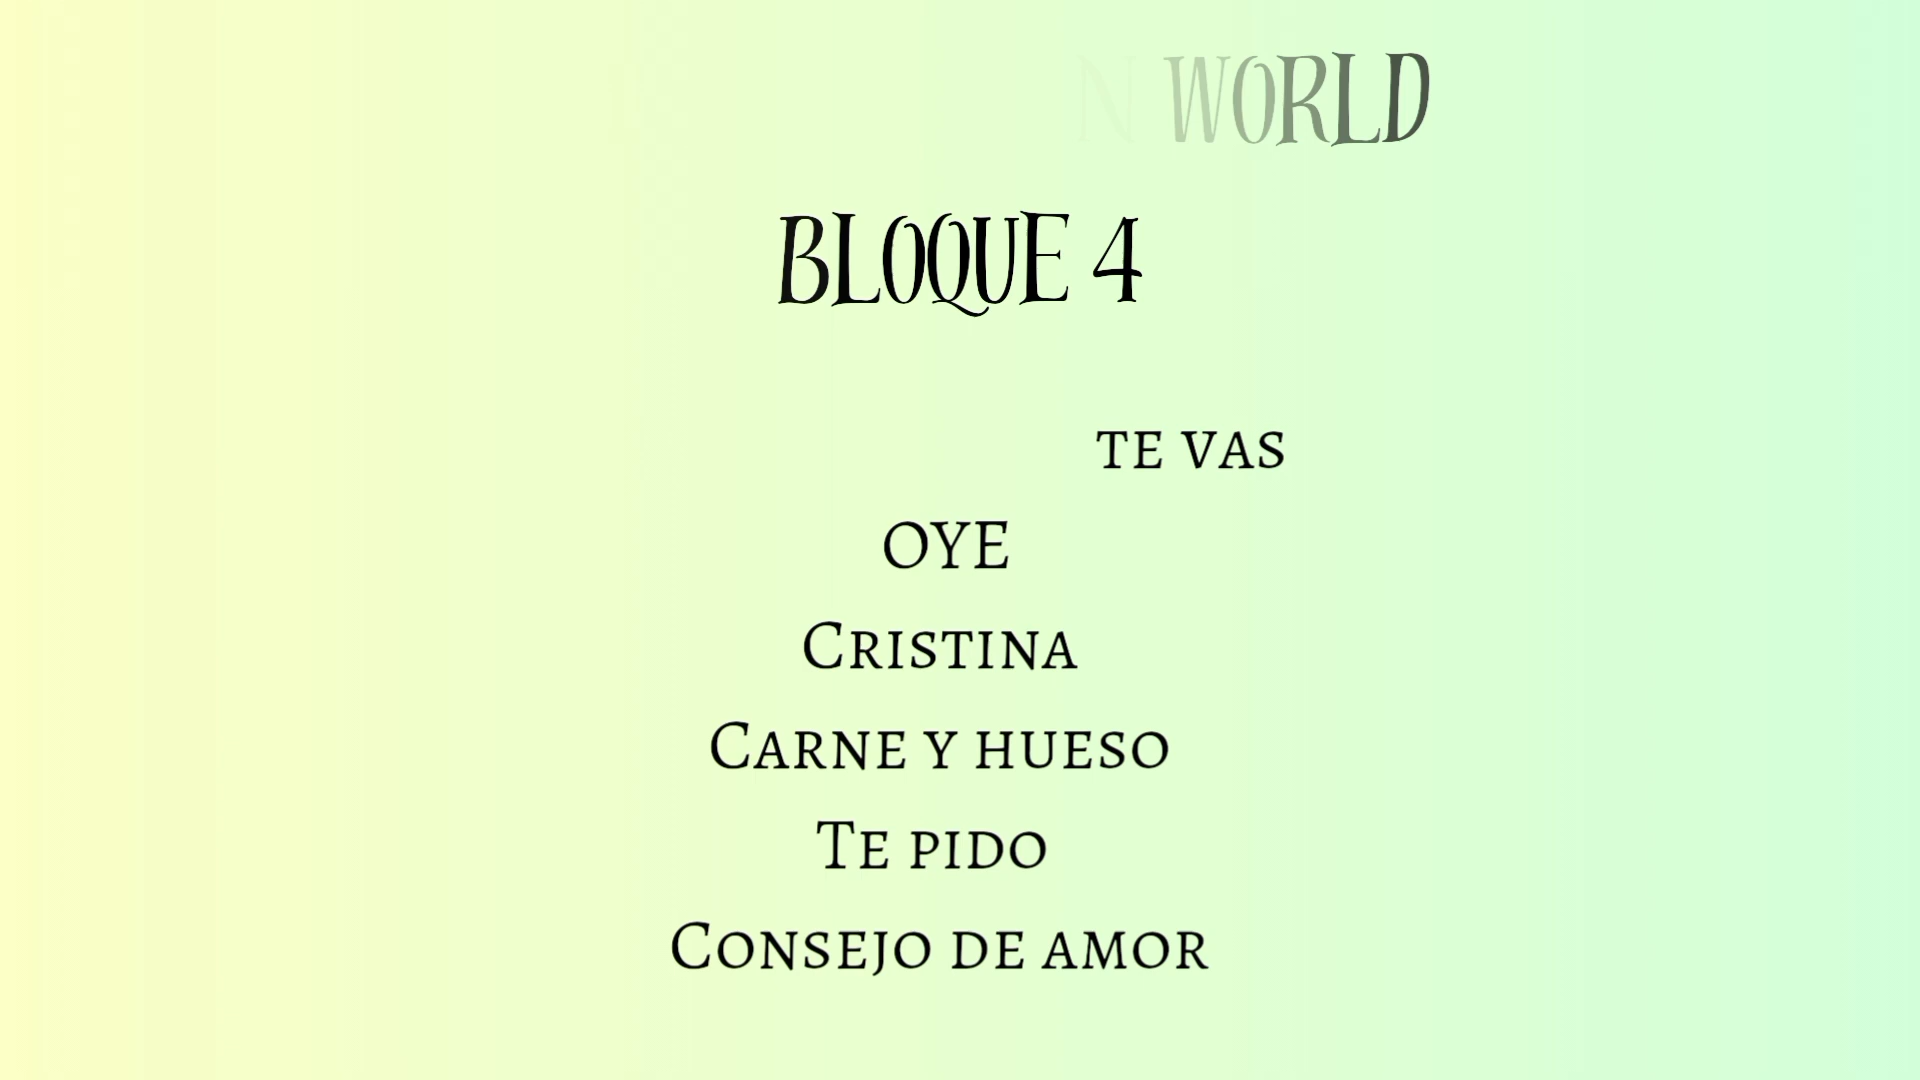 WORLD
BLOQUE 4
TE VAS
OYE
Cristina
Carne y hueso
Te pido
Consejo de amor